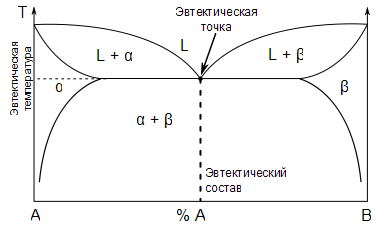 T
Эвтектическая
точка
L
L + α
L + β
Эвтектическая
температура
α
β
α + β
Эвтектический
состав
A
% A
B